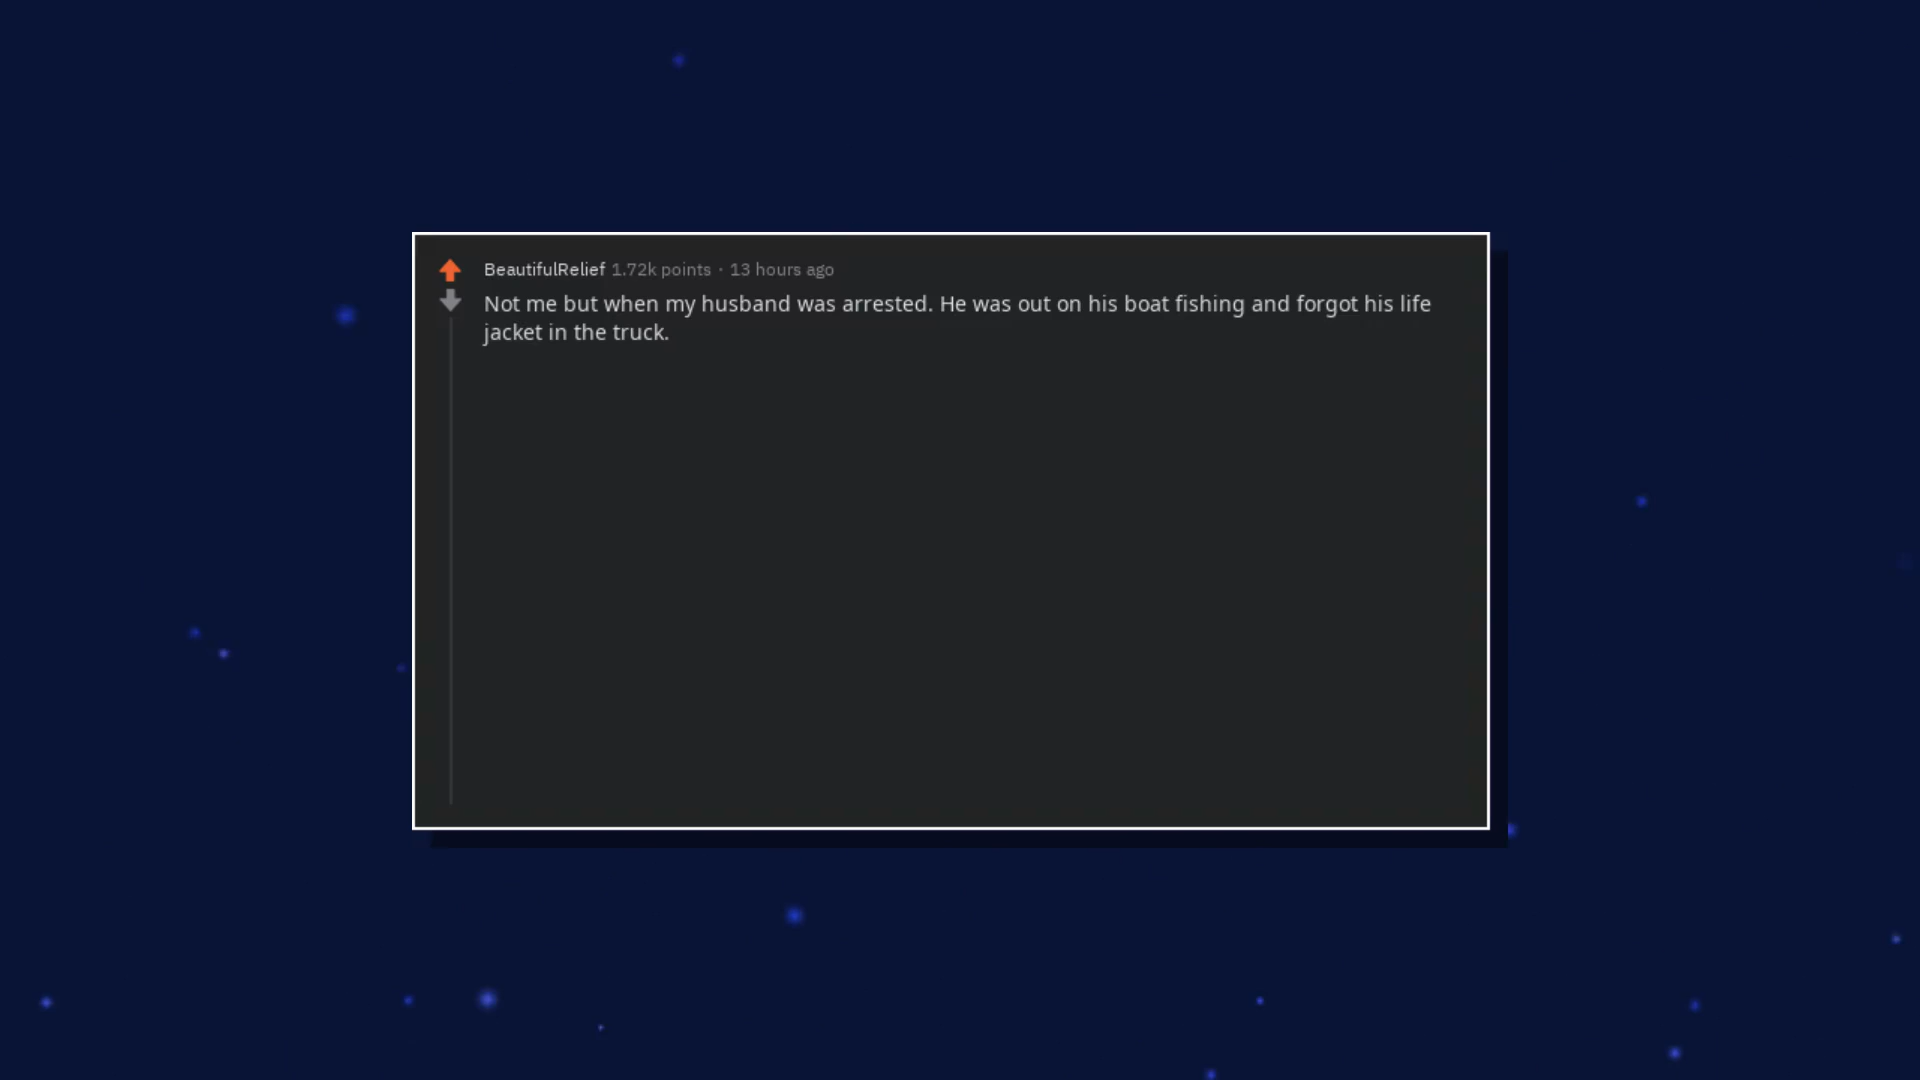 BeautifulRelief 1.72k points · 13 hours ago
Not me but when my husband was arrested. He was out on his boat fishing and forgot his life
jacket in the truck.